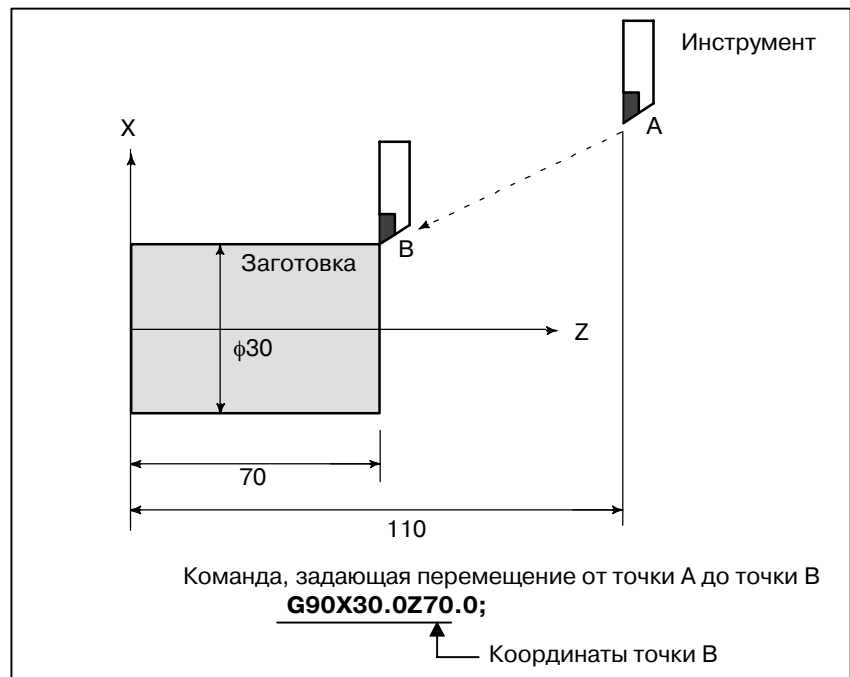 Инструмент
A
X
B
Заготовка
Z
ϕ30
70
110
Команда, задающая перемещение от точки A до точки B
G90X30.0Z70.0;
Координаты точки B